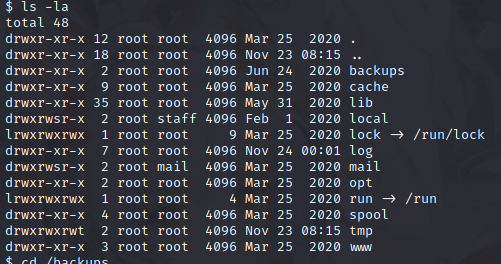 $ ls -la
total 48
drwxr-xr-x 12 root root  4096 Mar 25  2020 .
drwxr-xr-x 18 root root  4096 Nov 23 08:15 ..
drwxr-xr-x  2 root root  4096 Jun 24  2020 backups
drwxr-xr-x  9 root root  4096 Mar 25  2020 cache
drwxr-xr-x 35 root root  4096 May 31  2020 lib
drwxrwsr-x  2 root staff 4096 Feb  1  2020 local
lrwxrwxrwx  1 root root     9 Mar 25  2020 lock → /run/lock
drwxr-xr-x  7 root root  4096 Nov 24 00:01 log
drwxrwsr-x  2 root mail  4096 Mar 25  2020 mail
drwxr-xr-x  2 root root  4096 Mar 25  2020 opt
lrwxrwxrwx  1 root root     4 Mar 25  2020 run → /run
drwxr-xr-x  4 root root  4096 Mar 25  2020 spool
drwxrwxrwt  2 root root  4096 Nov 23 08:15 tmp
drwxr-xr-x  3 root root  4096 Mar 25  2020 www
$ cd /backups